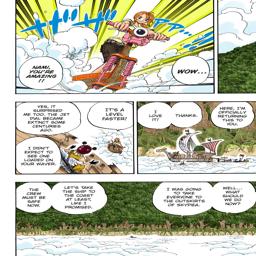 NAMI,
YOU'RE
AMAZING
!!
WOW...
YES, IT
SURPRISED
ME TOO. THE JET
DIAL BECAME
EXTINCT SOME
CENTURIES
AGO.
I DIDN'T
EXPECT TO
SEE ONE
LOADED ON
YOUR WAVER.
IT'S A
LEVEL
FASTER!
I
LOVE
IT!
THANKS.
HERE, I'M
OFFICIALLY
RETURNING
THIS TO
YOU.
THE
CREW
MUST BE
SAFE
NOW.
LET'S TAKE
THE SHIP TO
THE COAST
AT LEAST,
LIKE I
PROMISED.
I WAS
GOING TO
TAKE
EVERYONE TO
THE OUTSKIRTS
OF SKYPEA.
WELL...
WHAT
SHOULD
WE DO
NOW?